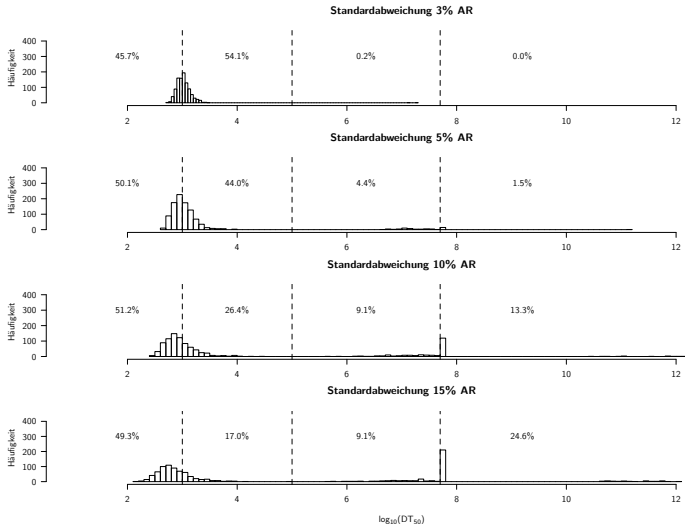 Standardabweichung 3% AR
Häufigkeit
400
300
200
100
0
45.7% 54.1% 0.2% 0.0%
2 4 6 8 10 12
Standardabweichung 5% AR
Häufigkeit
400
300
200
100
0
50.1% 44.0% 4.4% 1.5%
2 4 6 8 10 12
Standardabweichung 10% AR
Häufigkeit
400
300
200
100
0
51.2% 26.4% 9.1% 13.3%
2 4 6 8 10 12
Standardabweichung 15% AR
Häufigkeit
400
300
200
100
0
49.3% 17.0% 9.1% 24.6%
2 4 6 8 10 12
log₁₀(DT₅₀)